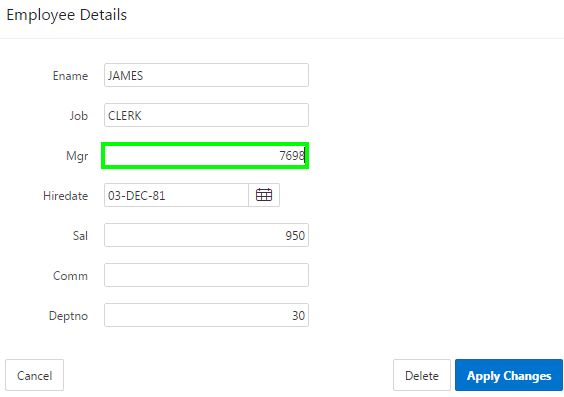 Employee Details
Ename JAMES
Job CLERK
Mgr 7698
Hiredate 03-DEC-81
Sal 950
Comm
Deptno 30
Cancel Delete Apply Changes